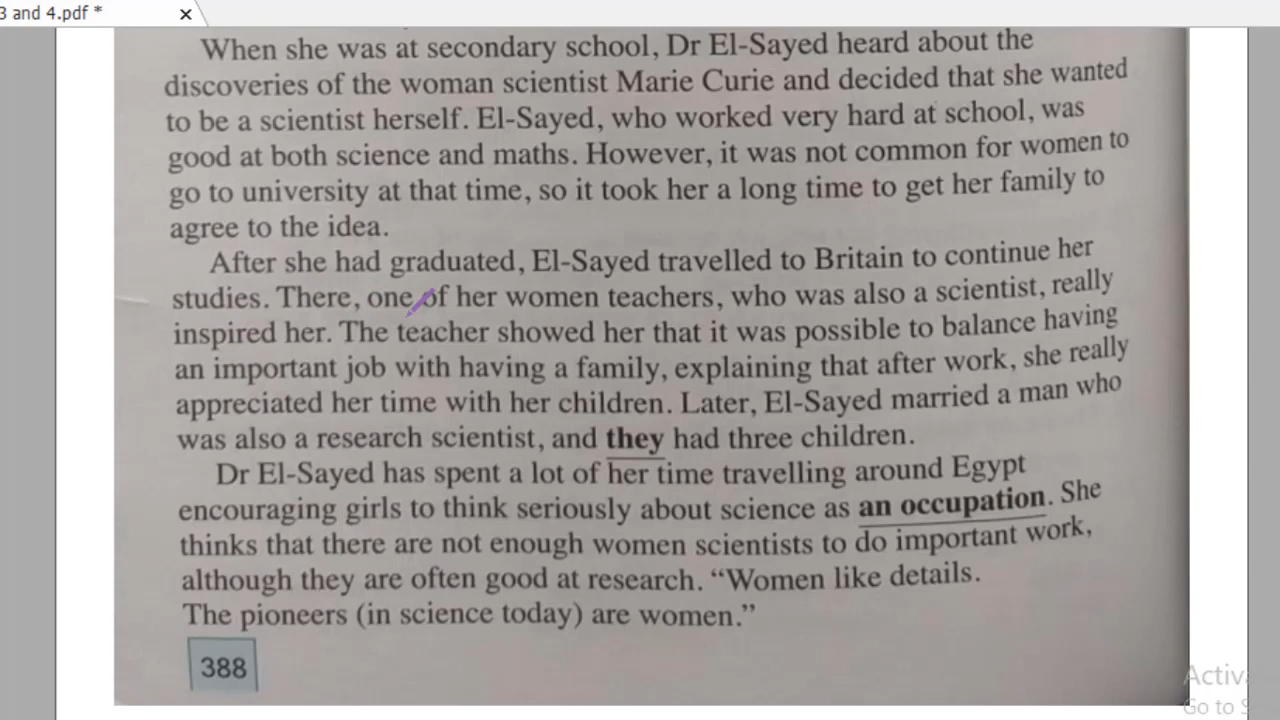 3 and 4.pdf *
When she was at secondary school, Dr El-Sayed heard about the
discoveries of the woman scientist Marie Curie and decided that she wanted
to be a scientist herself. El-Sayed, who worked very hard at school, was
good at both science and maths. However, it was not common for women to
go to university at that time, so it took her a long time to get her family to
agree to the idea.
After she had graduated, El-Sayed travelled to Britain to continue her
studies. There, one of her women teachers, who was also a scientist, really
inspired her. The teacher showed her that it was possible to balance having
an important job with having a family, explaining that after work, she really
appreciated her time with her children. Later, El-Sayed married a man who
was also a research scientist, and they had three children.
Dr El-Sayed has spent a lot of her time travelling around Egypt
encouraging girls to think seriously about science as an occupation. She
thinks that there are not enough women scientists to do important work,
although they are often good at research. “Women like details.
The pioneers (in science today) are women.”
388
Activ
Go to S